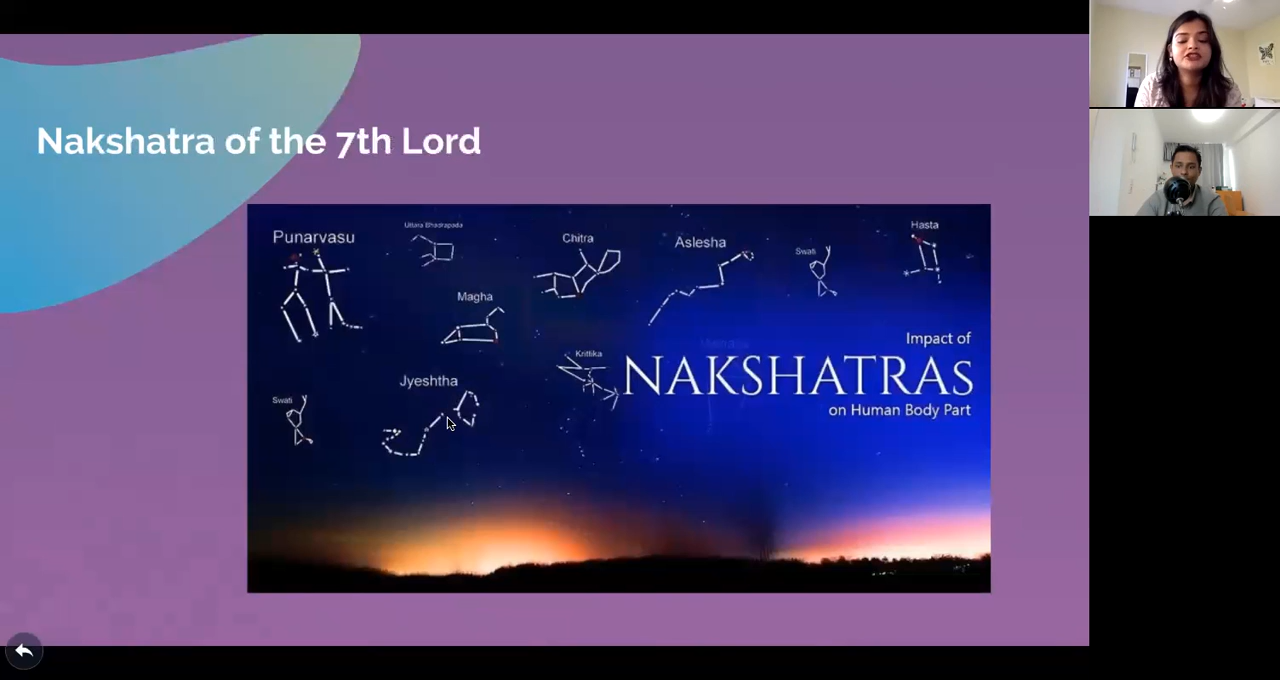 Nakshatra of the 7th Lord
Punarvasu
Uttara Bhadrapada
Chitra
Aslesha
Swati
Hasta
Magha
Impact of
Krittika
NAKSHATRAs
on Human Body Part
Jyeshtha
Swati